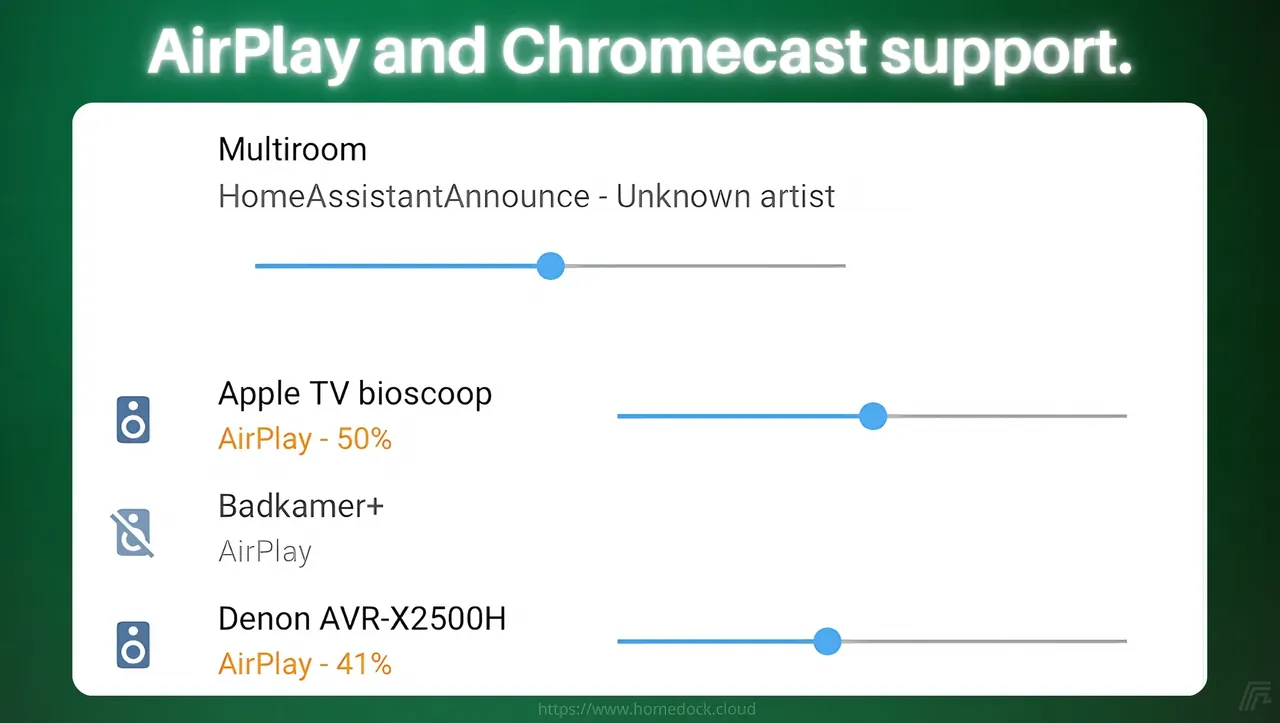 AirPlay and Chromecast support.
Multiroom
HomeAssistantAnnounce - Unknown artist
Apple TV bioscoop
AirPlay - 50%
Badkamer+
AirPlay
Denon AVR-X2500H
AirPlay - 41%
https://www.homedock.cloud